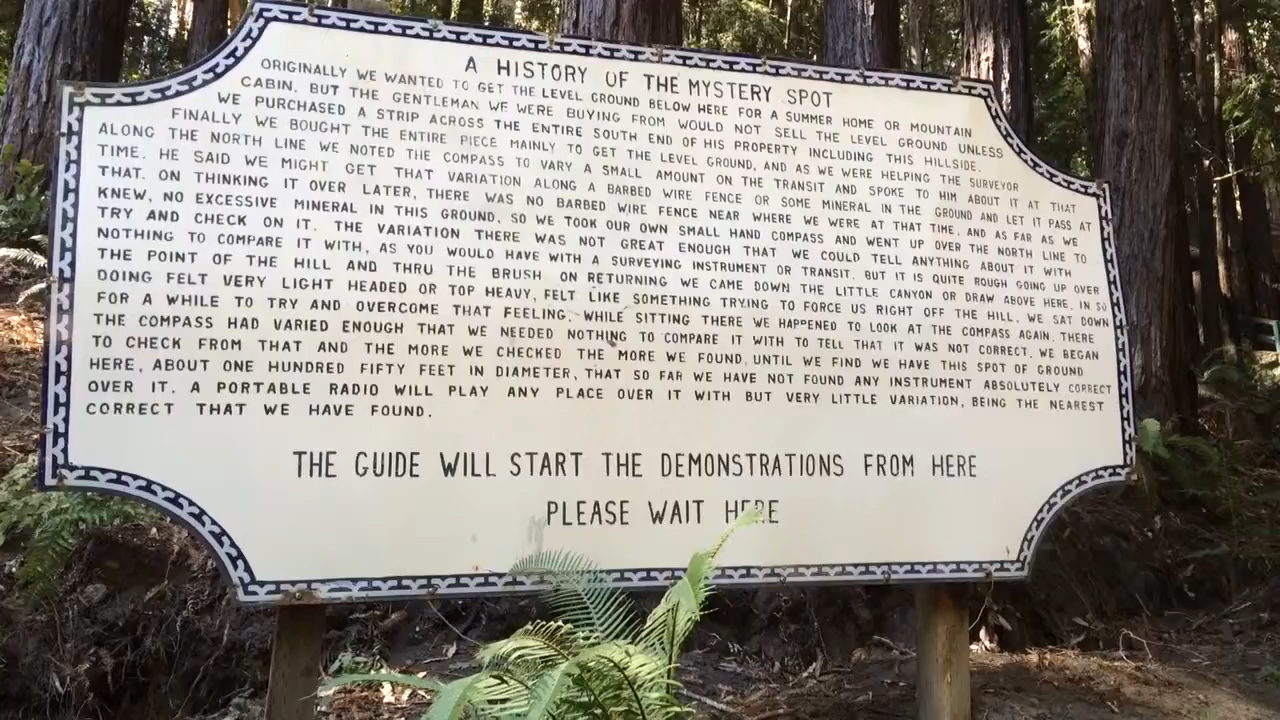 A HISTORY OF THE MYSTERY SPOT
ORIGINALLY WE WANTED TO GET THE LEVEL GROUND BELOW HERE FOR A SUMMER HOME OR MOUNTAIN
CABIN, BUT THE GENTLEMAN WE WERE BUYING FROM WOULD NOT SELL THE LEVEL GROUND UNLESS
WE PURCHASED A STRIP ACROSS THE ENTIRE SOUTH END OF HIS PROPERTY INCLUDING THIS HILLSIDE.
FINALLY WE BOUGHT THE ENTIRE PIECE MAINLY TO GET THE LEVEL GROUND, AND AS WE WERE HELPING THE SURVEYOR
ALONG THE NORTH LINE WE NOTED THE COMPASS TO VARY A SMALL AMOUNT ON THE TRANSIT AND SPOKE TO HIM ABOUT IT AT THAT
TIME. HE SAID WE MIGHT GET THAT VARIATION ALONG A BARBED WIRE FENCE OR SOME MINERAL IN THE GROUND AND LET IT PASS AT
THAT. ON THINKING IT OVER LATER, THERE WAS NO BARBED WIRE FENCE NEAR WHERE WE WERE AT THAT TIME, AND AS FAR AS WE
KNEW, NO EXCESSIVE MINERAL IN THIS GROUND, SO WE TOOK OUR OWN SMALL HAND COMPASS AND WENT UP OVER THE NORTH LINE TO
TRY AND CHECK ON IT. THE VARIATION THERE WAS NOT GREAT ENOUGH THAT WE COULD TELL ANYTHING ABOUT IT WITH
NOTHING TO COMPARE IT WITH, AS YOU WOULD HAVE WITH A SURVEYING INSTRUMENT OR TRANSIT. BUT IT IS QUITE ROUGH GOING UP OVER
THE POINT OF THE HILL AND THRU THE BRUSH. ON RETURNING WE CAME DOWN THE LITTLE CANYON OR DRAW ABOVE HERE. IN SO
DOING FELT VERY LIGHT HEADED OR TOP HEAVY, FELT LIKE SOMETHING TRYING TO FORCE US RIGHT OFF THE HILL. WE SAT DOWN
FOR A WHILE TO TRY AND OVERCOME THAT FEELING. WHILE SITTING THERE WE HAPPENED TO LOOK AT THE COMPASS AGAIN. THERE
THE COMPASS HAD VARIED ENOUGH THAT WE NEEDED NOTHING TO COMPARE IT WITH TO TELL THAT IT WAS NOT CORRECT. WE BEGAN
TO CHECK FROM THAT AND THE MORE WE CHECKED THE MORE WE FOUND, UNTIL WE FIND WE HAVE THIS SPOT OF GROUND
HERE, ABOUT ONE HUNDRED FIFTY FEET IN DIAMETER, THAT SO FAR WE HAVE NOT FOUND ANY INSTRUMENT ABSOLUTELY CORRECT
OVER IT. A PORTABLE RADIO WILL PLAY ANY PLACE OVER IT WITH BUT VERY LITTLE VARIATION, BEING THE NEAREST
CORRECT THAT WE HAVE FOUND.
THE GUIDE WILL START THE DEMONSTRATIONS FROM HERE
PLEASE WAIT HERE